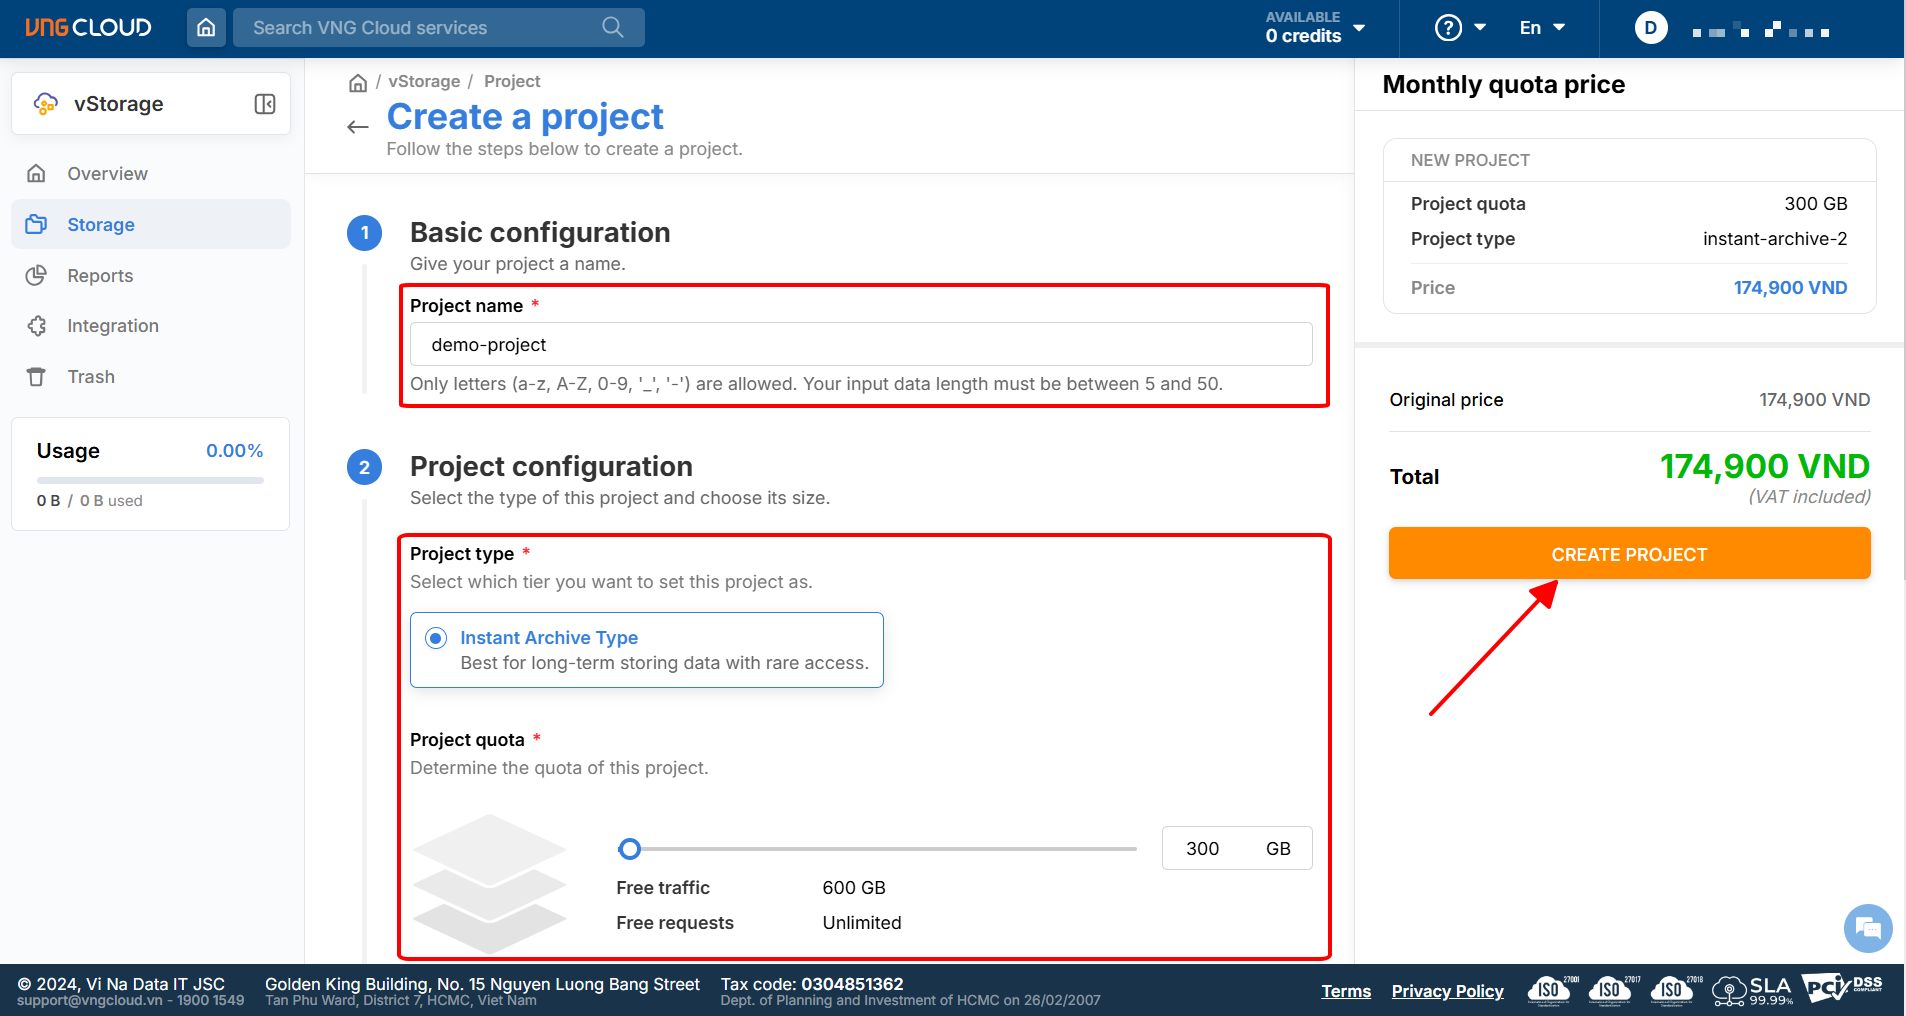 VNG CLOUD
Search VNG Cloud services
AVAILABLE
0 credits
?
En
D
vStorage
Overview
Storage
Reports
Integration
Trash
Usage 0.00%
0 B / 0 B used
/ vStorage / Project
Create a project
Follow the steps below to create a project.
1
Basic configuration
Give your project a name.
Project name *
demo-project
Only letters (a-z, A-Z, 0-9, '_', '-') are allowed. Your input data length must be between 5 and 50.
2
Project configuration
Select the type of this project and choose its size.
Project type *
Select which tier you want to set this project as.
Instant Archive Type
Best for long-term storing data with rare access.
Project quota *
Determine the quota of this project.
300 GB
Free traffic 600 GB
Free requests Unlimited
Monthly quota price
NEW PROJECT
Project quota 300 GB
Project type instant-archive-2
Price 174,900 VND
Original price 174,900 VND
Total 174,900 VND
(VAT included)
CREATE PROJECT
© 2024, Vi Na Data IT JSC
support@vngcloud.vn - 1900 1549
Golden King Building, No. 15 Nguyen Luong Bang Street
Tan Phu Ward, District 7, HCMC, Viet Nam
Tax code: 0304851362
Dept. of Planning and Investment of HCMC on 26/02/2007
Terms
Privacy Policy
ISO 27001
ISO 27017
ISO 27018
SLA
99.99%
PCI DSS
COMPLIANT